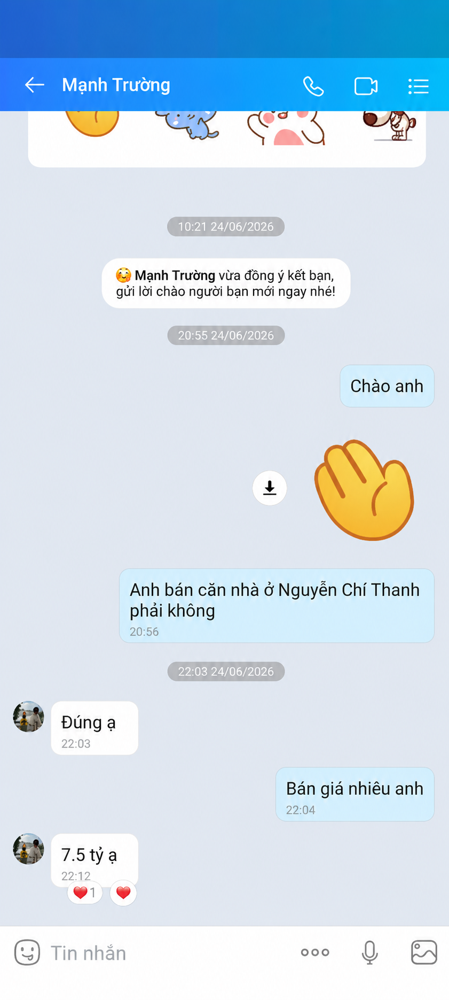 Mạnh Trường
10:21 24/06/2026
Mạnh Trường vừa đồng ý kết bạn,
gửi lời chào người bạn mới ngay nhé!
20:55 24/06/2026
Chào anh
Anh bán căn nhà ở Nguyễn Chí Thanh
phải không
20:56
22:03 24/06/2026
Đúng ạ
22:03
Bán giá nhiêu anh
22:04
7.5 tỷ ạ
22:12
1
Tin nhắn